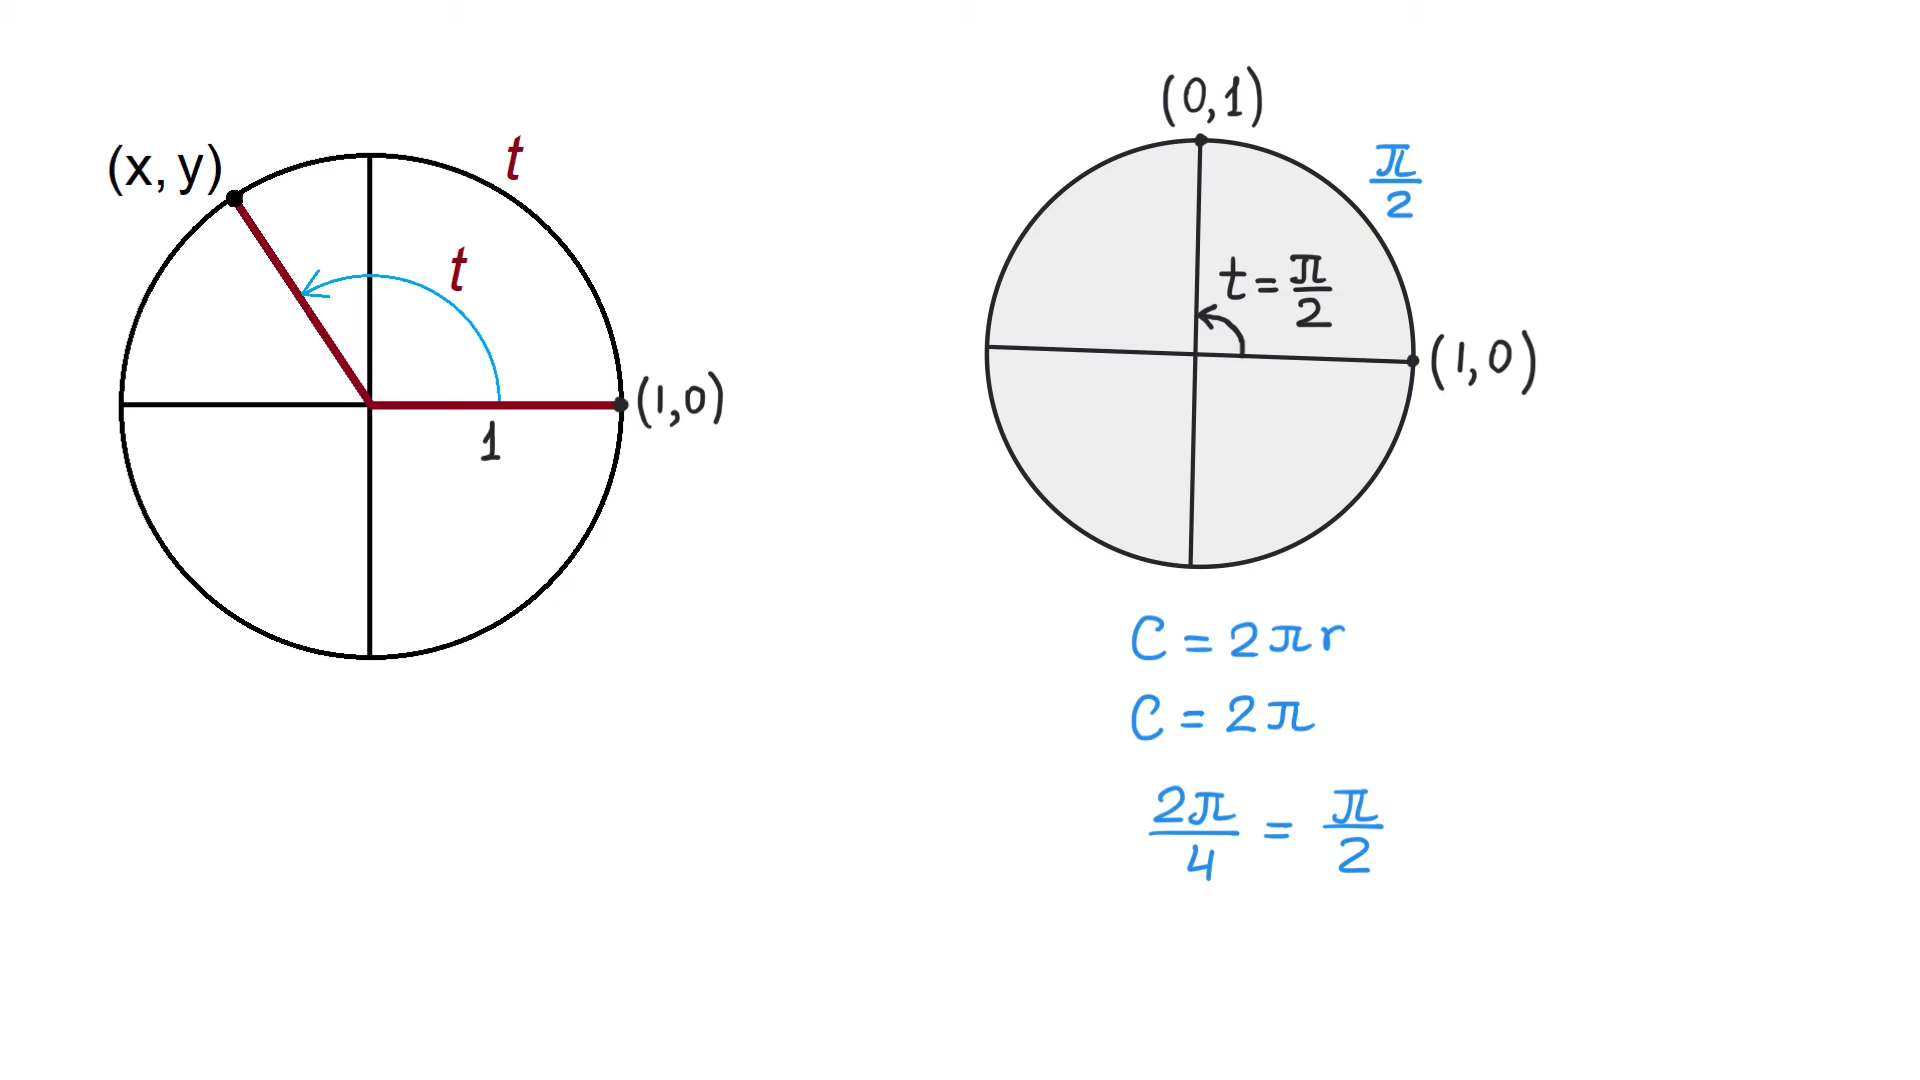 (x, y)
t
t
(1,0)
1
(0,1)
π/2
t = π/2
(1,0)
C = 2πr
C = 2π
2π/4 = π/2